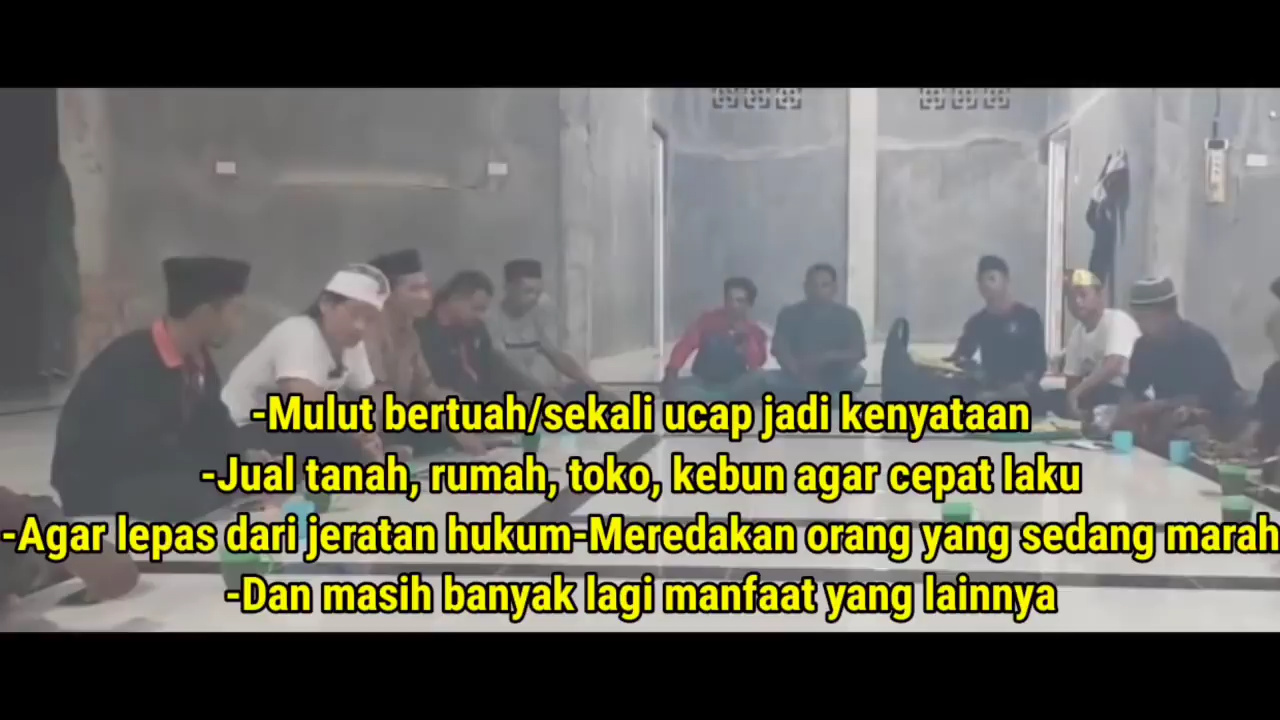 -Mulut bertuah/sekali ucap jadi kenyataan
-Jual tanah, rumah, toko, kebun agar cepat laku
-Agar lepas dari jeratan hukum-Meredakan orang yang sedang marah
-Dan masih banyak lagi manfaat yang lainnya